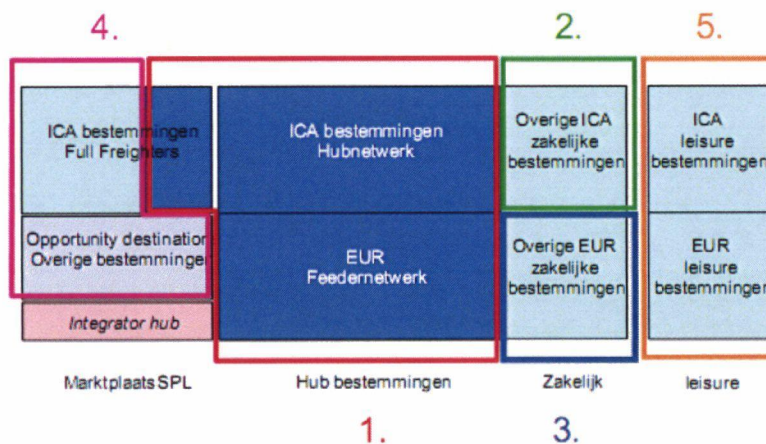 4.
2.
5.
ICA bestemmingen
Full Freighters
ICA bestemmingen
Hubnetwerk
Overige ICA
zakelijke
bestemmingen
ICA
leisure
bestemmingen
Opportunity destination
Overige bestemminger
EUR
Feedernetwerk
Overige EUR
zakelijke
bestemmingen
EUR
leisure
bestemmingen
Integrator hub
Marktplaats SPL
Hub bestemmingen
Zakelijk
leisure
1.
3.